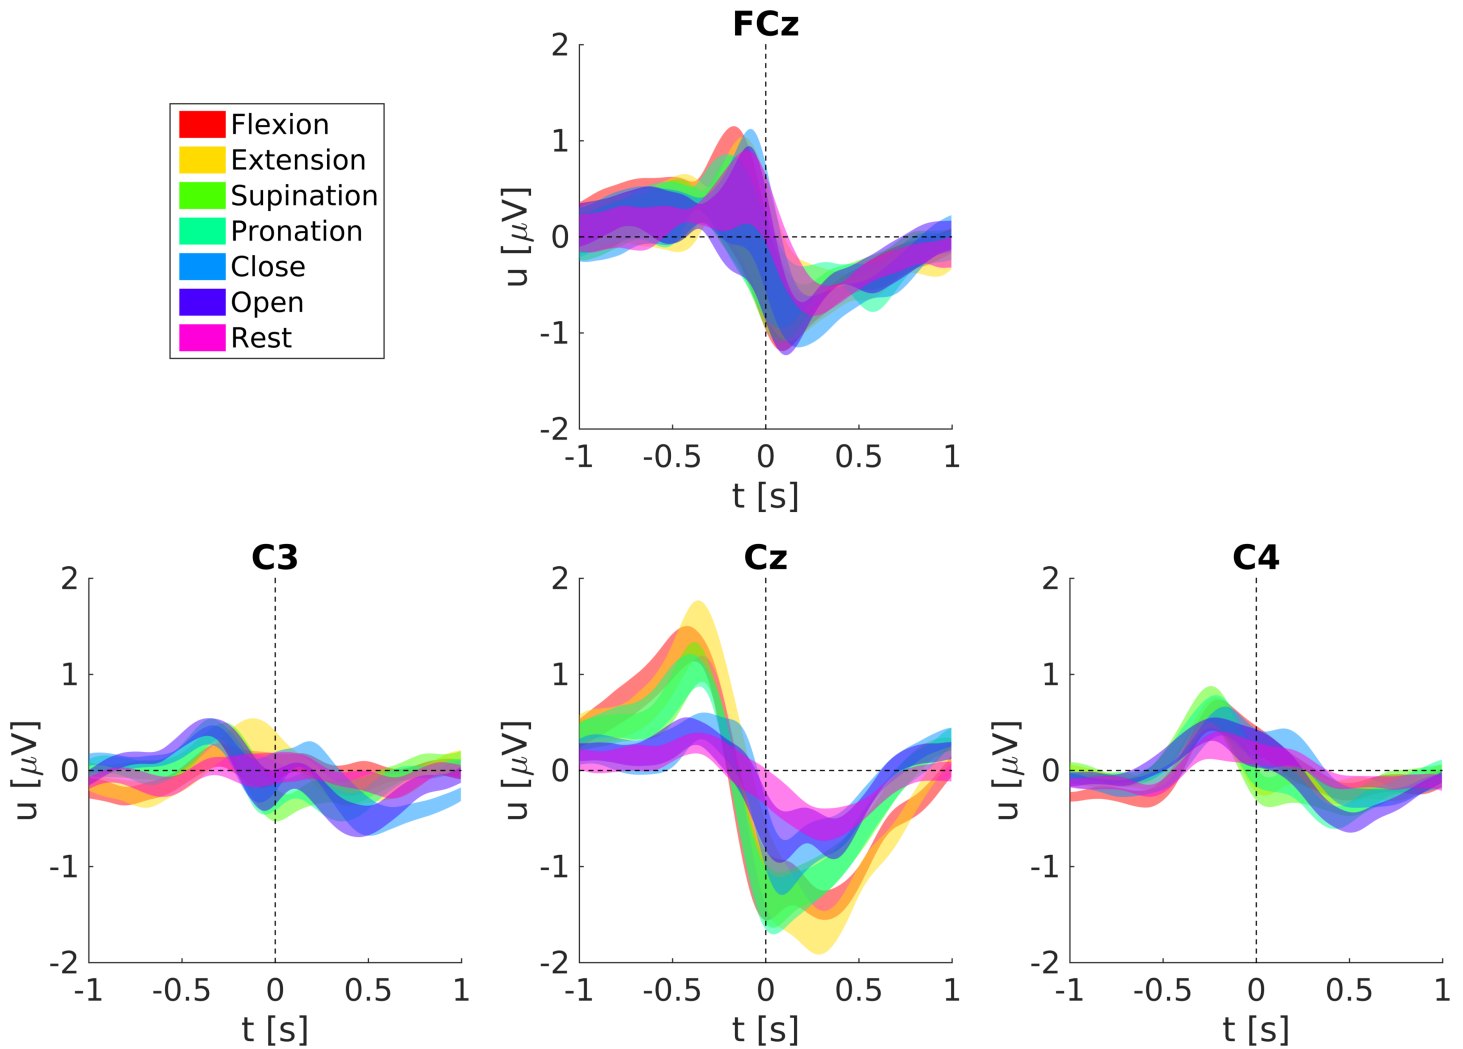 FCz
2
1
0
-1
-2
u [μV]
-1 -0.5 0 0.5 1
t [s]
Flexion
Extension
Supination
Pronation
Close
Open
Rest
C3
2
1
0
-1
-2
u [μV]
-1 -0.5 0 0.5 1
t [s]
Cz
2
1
0
-1
-2
u [μV]
-1 -0.5 0 0.5 1
t [s]
C4
2
1
0
-1
-2
u [μV]
-1 -0.5 0 0.5 1
t [s]